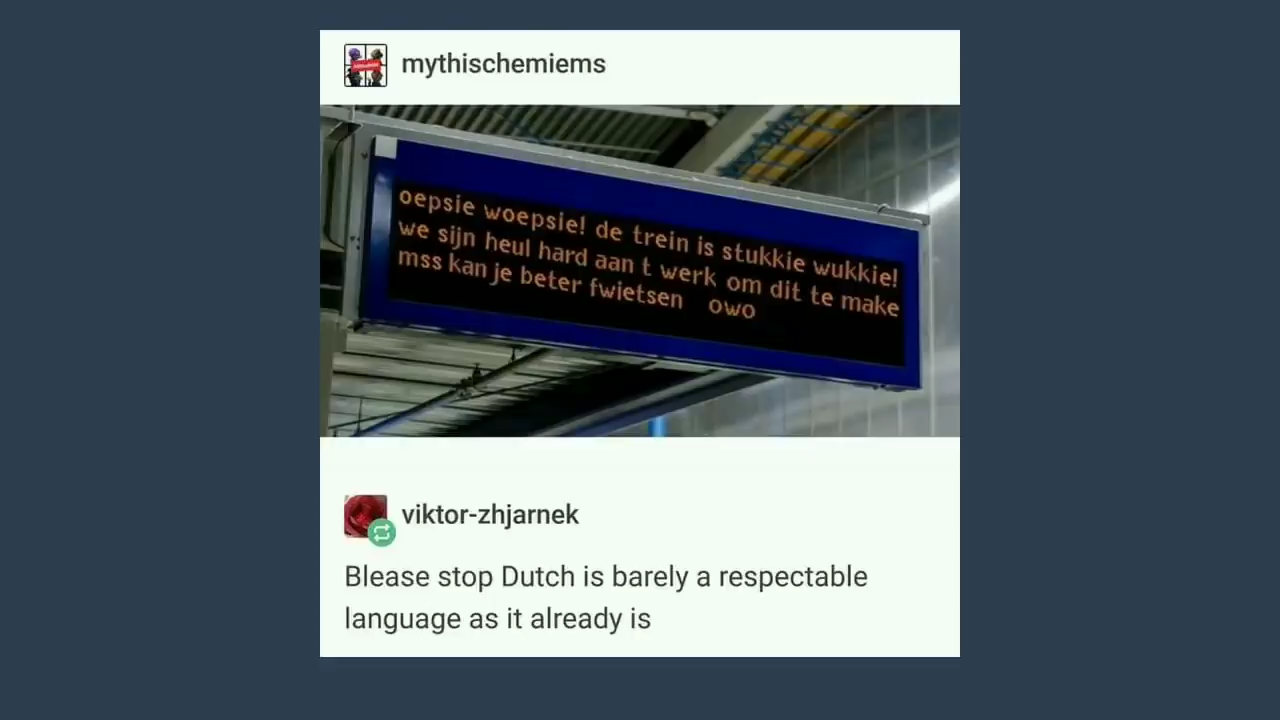 mythischemiems
oepsie woepsie! de trein is stukkie wukkie!
we sijn heul hard aan t werk om dit te make
mss kan je beter fwietsen owo
viktor-zhjarnek
Blease stop Dutch is barely a respectable
language as it already is